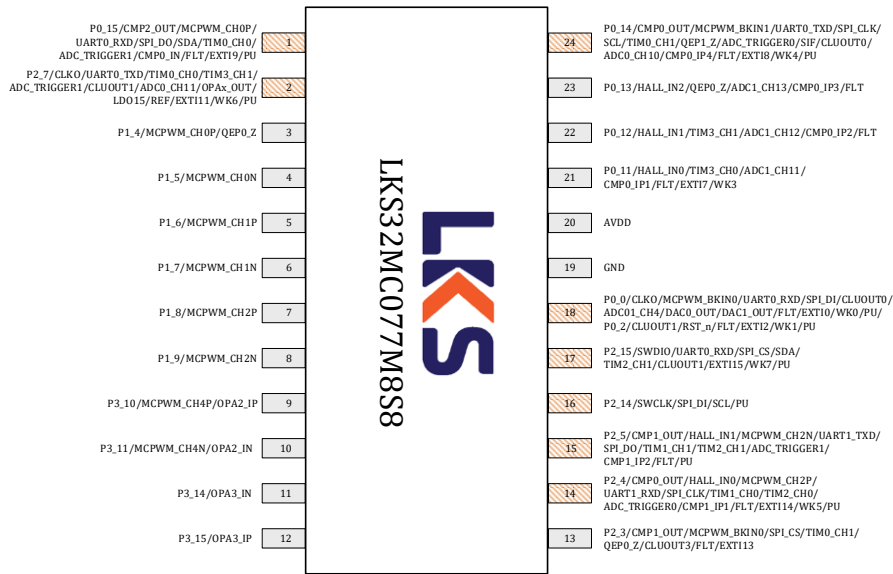 P0_15/CMP2_OUT/MCPWM_CH0P/
UART0_RXD/SPI_DO/SDA/TIM0_CH0/
ADC_TRIGGER1/CMP0_IN/FLT/EXTI9/PU
1
P2_7/CLKO/UART0_TXD/TIM0_CH0/TIM3_CH1/
ADC_TRIGGER1/CLUOUT1/ADC0_CH11/OPAx_OUT/
LDO15/REF/EXTI11/WK6/PU
2
P1_4/MCPWM_CH0P/QEP0_Z
3
P1_5/MCPWM_CH0N
4
P1_6/MCPWM_CH1P
5
P1_7/MCPWM_CH1N
6
P1_8/MCPWM_CH2P
7
P1_9/MCPWM_CH2N
8
P3_10/MCPWM_CH4P/OPA2_IP
9
P3_11/MCPWM_CH4N/OPA2_IN
10
P3_14/OPA3_IN
11
P3_15/OPA3_IP
12
LKS32MC077M8S8
LKS
24
P0_14/CMP0_OUT/MCPWM_BKIN1/UART0_TXD/SPI_CLK/
SCL/TIM0_CH1/QEP1_Z/ADC_TRIGGER0/SIF/CLUOUT0/
ADC0_CH10/CMP0_IP4/FLT/EXTI8/WK4/PU
23
P0_13/HALL_IN2/QEP0_Z/ADC1_CH13/CMP0_IP3/FLT
22
P0_12/HALL_IN1/TIM3_CH1/ADC1_CH12/CMP0_IP2/FLT
21
P0_11/HALL_IN0/TIM3_CH0/ADC1_CH11/
CMP0_IP1/FLT/EXTI7/WK3
20
AVDD
19
GND
18
P0_0/CLKO/MCPWM_BKIN0/UART0_RXD/SPI_DI/CLUOUT0/
ADC01_CH4/DAC0_OUT/DAC1_OUT/FLT/EXTI0/WK0/PU/
P0_2/CLUOUT1/RST_n/FLT/EXTI2/WK1/PU
17
P2_15/SWDIO/UART0_RXD/SPI_CS/SDA/
TIM2_CH1/CLUOUT1/EXTI15/WK7/PU
16
P2_14/SWCLK/SPI_DI/SCL/PU
15
P2_5/CMP1_OUT/HALL_IN1/MCPWM_CH2N/UART1_TXD/
SPI_DO/TIM1_CH1/TIM2_CH1/ADC_TRIGGER1/
CMP1_IP2/FLT/PU
14
P2_4/CMP0_OUT/HALL_IN0/MCPWM_CH2P/
UART1_RXD/SPI_CLK/TIM1_CH0/TIM2_CH0/
ADC_TRIGGER0/CMP1_IP1/FLT/EXTI14/WK5/PU
13
P2_3/CMP1_OUT/MCPWM_BKIN0/SPI_CS/TIM0_CH1/
QEP0_Z/CLUOUT3/FLT/EXTI13